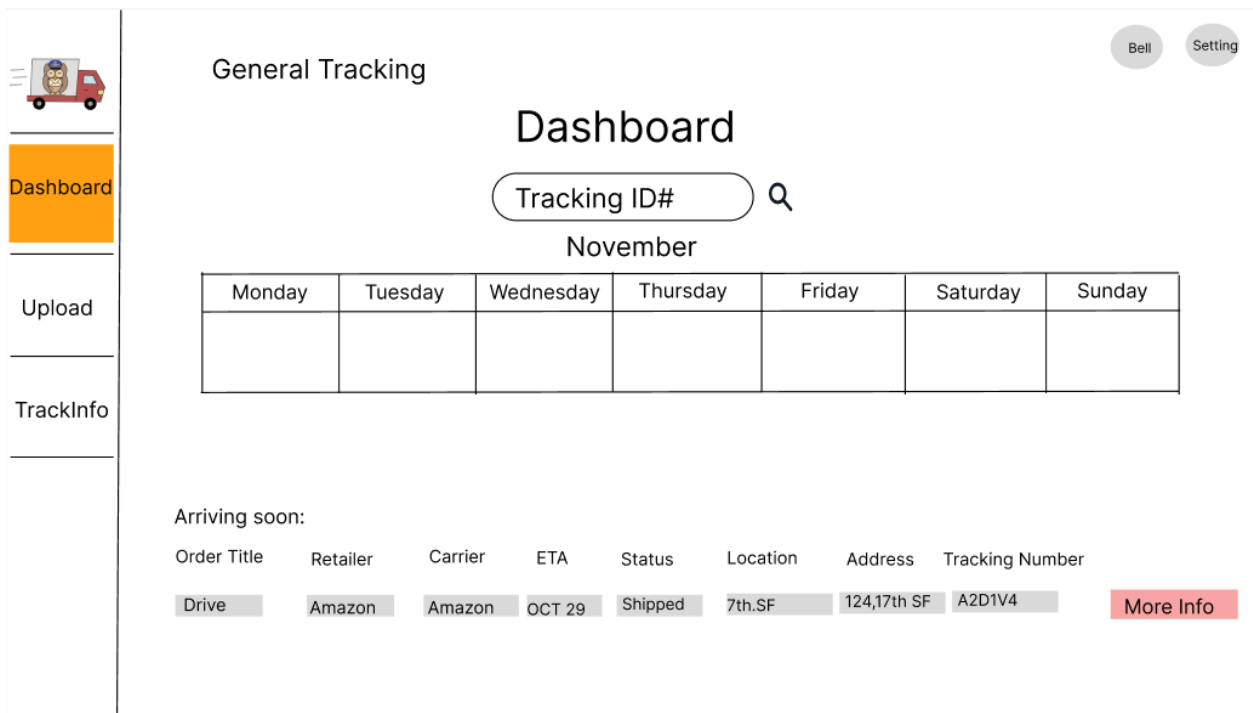 Bell
Setting
General Tracking
Dashboard
Dashboard
Tracking ID#
November
Monday Tuesday Wednesday Thursday Friday Saturday Sunday
Upload
TrackInfo
Arriving soon:
Order Title Retailer Carrier ETA Status Location Address Tracking Number
Drive Amazon Amazon OCT 29 Shipped 7th.SF 124,17th SF A2D1V4 More Info